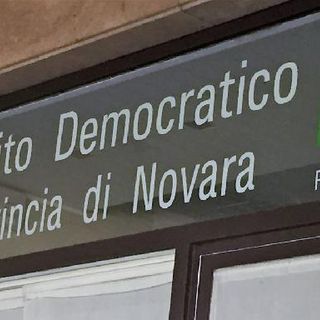 ito Democratico
incia di Novara